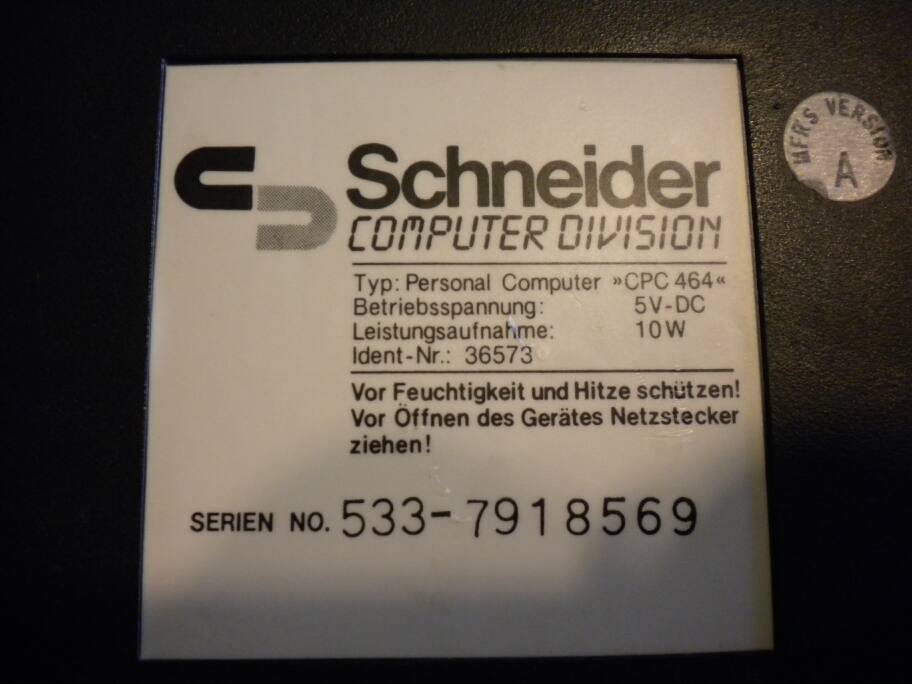 Schneider
COMPUTER DIVISION
Typ: Personal Computer »CPC 464«
Betriebsspannung: 5V-DC
Leistungsaufnahme: 10W
Ident-Nr.: 36573
Vor Feuchtigkeit und Hitze schützen!
Vor Öffnen des Gerätes Netzstecker
ziehen!
SERIEN NO. 533-7918569
MFRS VERSION
A